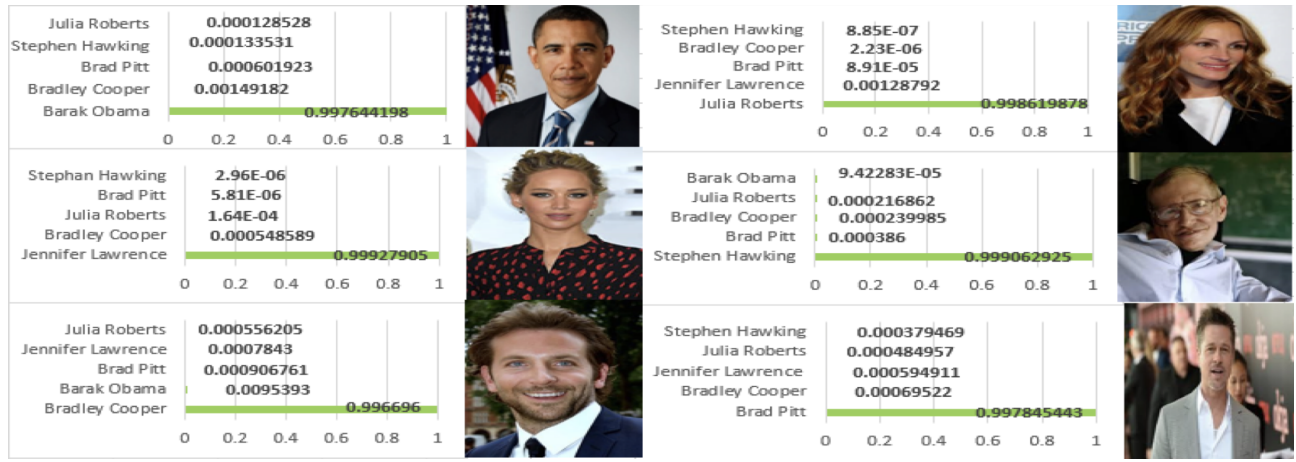 Julia Roberts 0.000128528
Stephen Hawking 0.000133531
Brad Pitt 0.000601923
Bradley Cooper 0.00149182
Barak Obama 0.997644198
0 0.2 0.4 0.6 0.8 1
Stephen Hawking 8.85E-07
Bradley Cooper 2.23E-06
Brad Pitt 8.91E-05
Jennifer Lawrence 0.00128792
Julia Roberts 0.998619878
0 0.2 0.4 0.6 0.8 1
Stephan Hawking 2.96E-06
Brad Pitt 5.81E-06
Julia Roberts 1.64E-04
Bradley Cooper 0.000548589
Jennifer Lawrence 0.99927905
0 0.2 0.4 0.6 0.8 1
Barak Obama 9.42283E-05
Julia Roberts 0.000216862
Bradley Cooper 0.000239985
Brad Pitt 0.000386
Stephen Hawking 0.999062925
0 0.2 0.4 0.6 0.8 1
Julia Roberts 0.000556205
Jennifer Lawrence 0.0007843
Brad Pitt 0.000906761
Barak Obama 0.0095393
Bradley Cooper 0.996696
0 0.2 0.4 0.6 0.8 1
Stephen Hawking 0.000379469
Julia Roberts 0.000484957
Jennifer Lawrence 0.000594911
Bradley Cooper 0.00069522
Brad Pitt 0.997845443
0 0.2 0.4 0.6 0.8 1